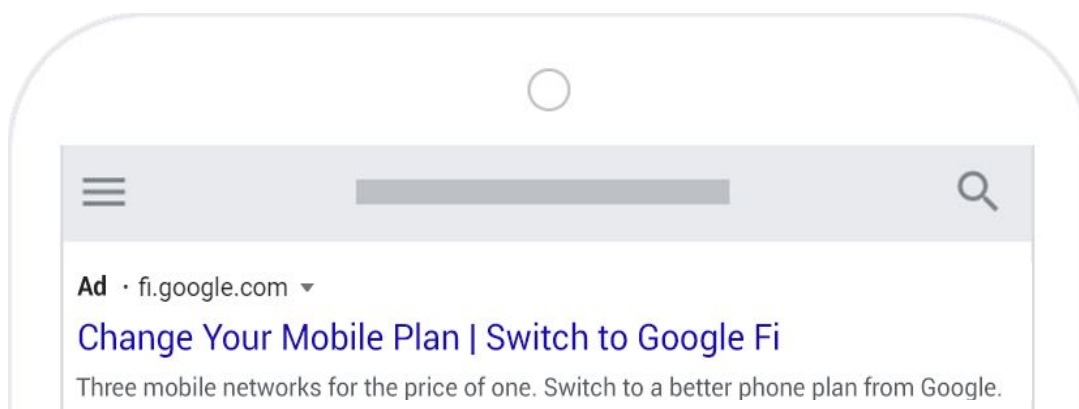 Ad · fi.google.com
Change Your Mobile Plan | Switch to Google Fi
Three mobile networks for the price of one. Switch to a better phone plan from Google.